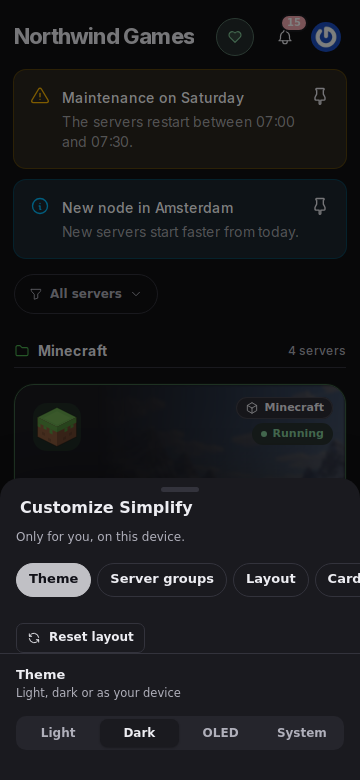 Northwind Games
15
Maintenance on Saturday
The servers restart between 07:00
and 07:30.
New node in Amsterdam
New servers start faster from today.
All servers
Minecraft
4 servers
Minecraft
Running
Customize Simplify
Only for you, on this device.
Theme
Server groups
Layout
Card
Reset layout
Theme
Light, dark or as your device
Light
Dark
OLED
System